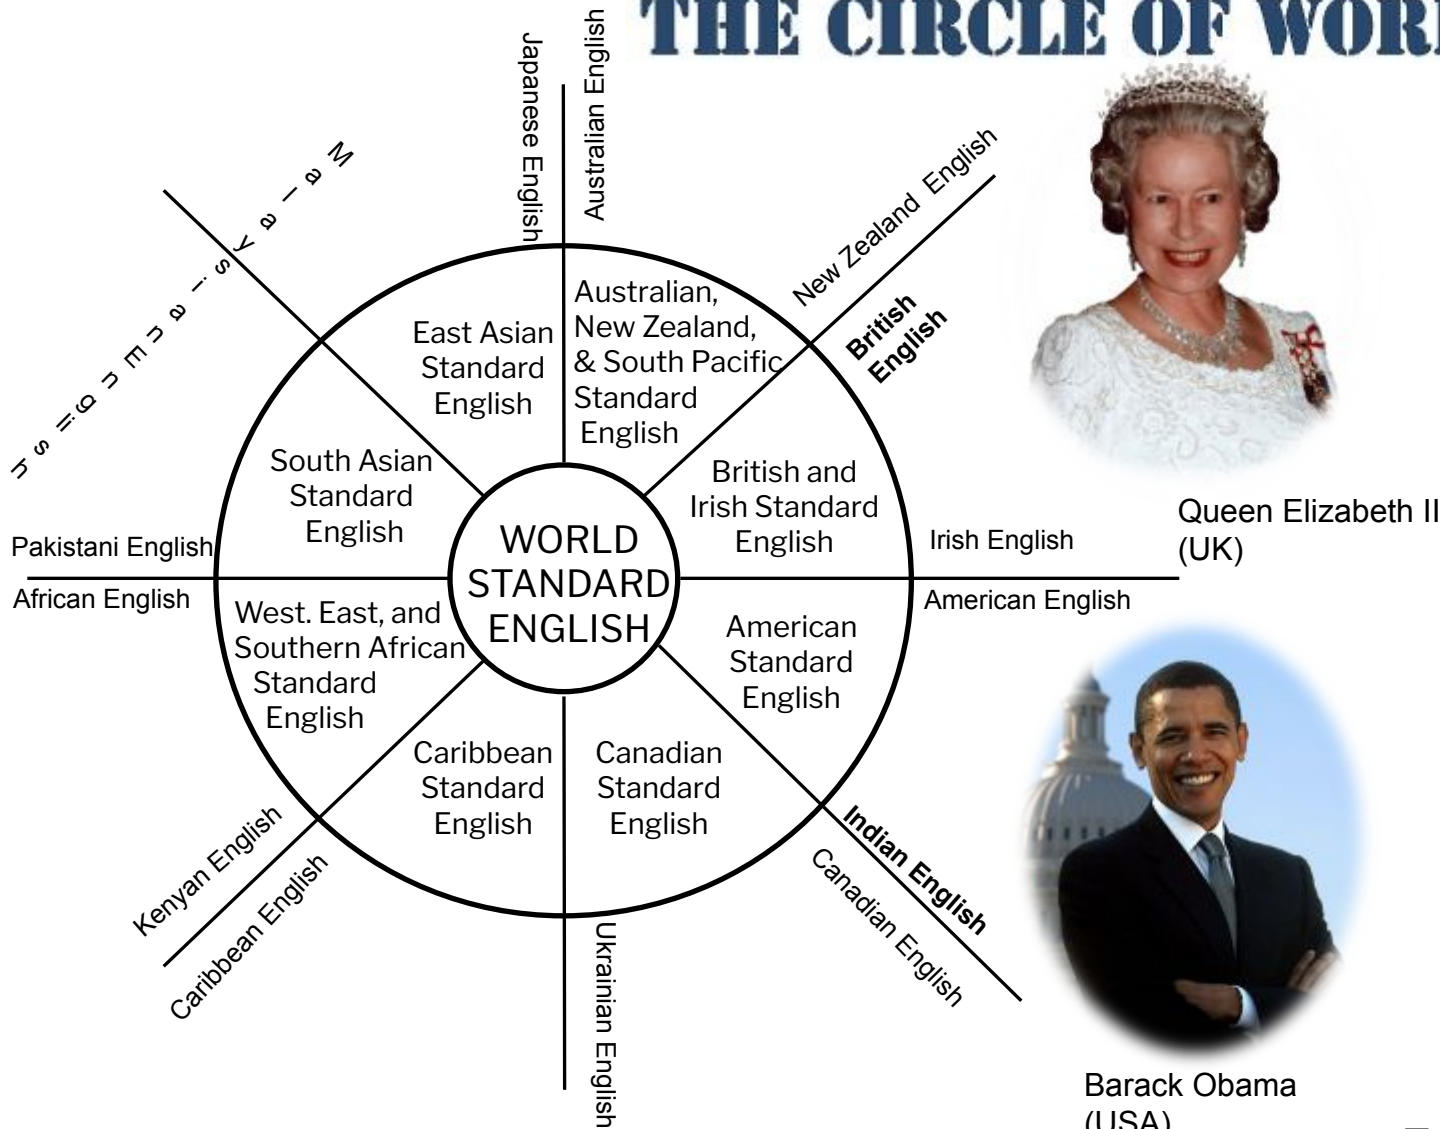 THE CIRCLE OF WORL
Japanese English
Australian English
New Zealand English
British
English
Malaysian English
East Asian
Standard
English
Australian,
New Zealand,
& South Pacific
Standard
English
South Asian
Standard
English
British and
Irish Standard
English
WORLD
STANDARD
ENGLISH
Pakistani English
African English
Irish English
American English
West. East, and
Southern African
Standard
English
American
Standard
English
Caribbean
Standard
English
Canadian
Standard
English
Kenyan English
Caribbean English
Ukrainian English
Indian English
Canadian English
Queen Elizabeth II
(UK)
Barack Obama
(USA)